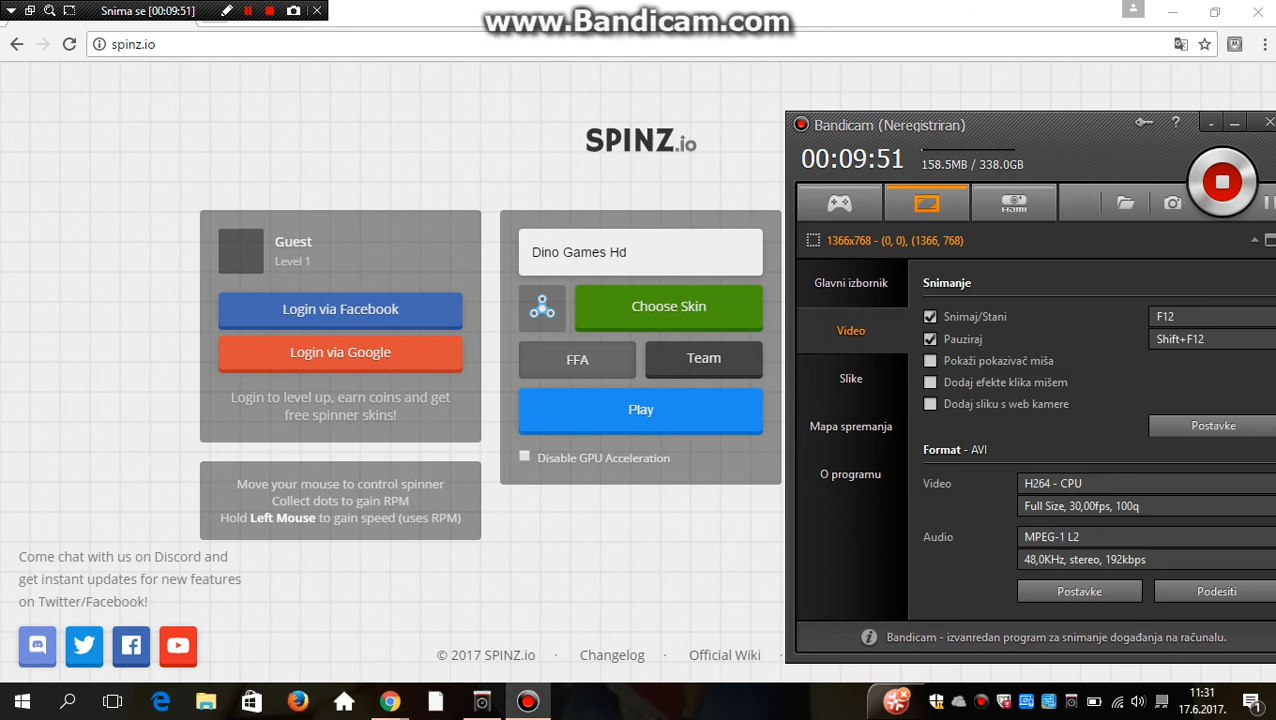 Snima se [00:09:51]
www.Bandicam.com
spinz.io
SPINZ.io
Guest
Level 1
Login via Facebook
Login via Google
Login to level up, earn coins and get
free spinner skins!
Move your mouse to control spinner
Collect dots to gain RPM
Hold Left Mouse to gain speed (uses RPM)
Dino Games Hd
Choose Skin
FFA
Team
Play
Disable GPU Acceleration
Come chat with us on Discord and
get instant updates for new features
on Twitter/Facebook!
© 2017 SPINZ.io · Changelog · Official Wiki ·
Bandicam (Neregistriran)
00:09:51
158.5MB / 338.0GB
HDMI
1366x768 - (0, 0), (1366, 768)
Glavni izbornik
Video
Slike
Mapa spremanja
O programu
Snimanje
Snimaj/Stani
F12
Pauziraj
Shift+F12
Pokaži pokazivač miša
Dodaj efekte klika mišem
Dodaj sliku s web kamere
Postavke
Format - AVI
Video
H264 - CPU
Full Size, 30,00fps, 100q
Audio
MPEG-1 L2
48,0KHz, stereo, 192kbps
Postavke
Podesiti
Bandicam - izvanredan program za snimanje događanja na računalu.
11:31
17.6.2017.
1